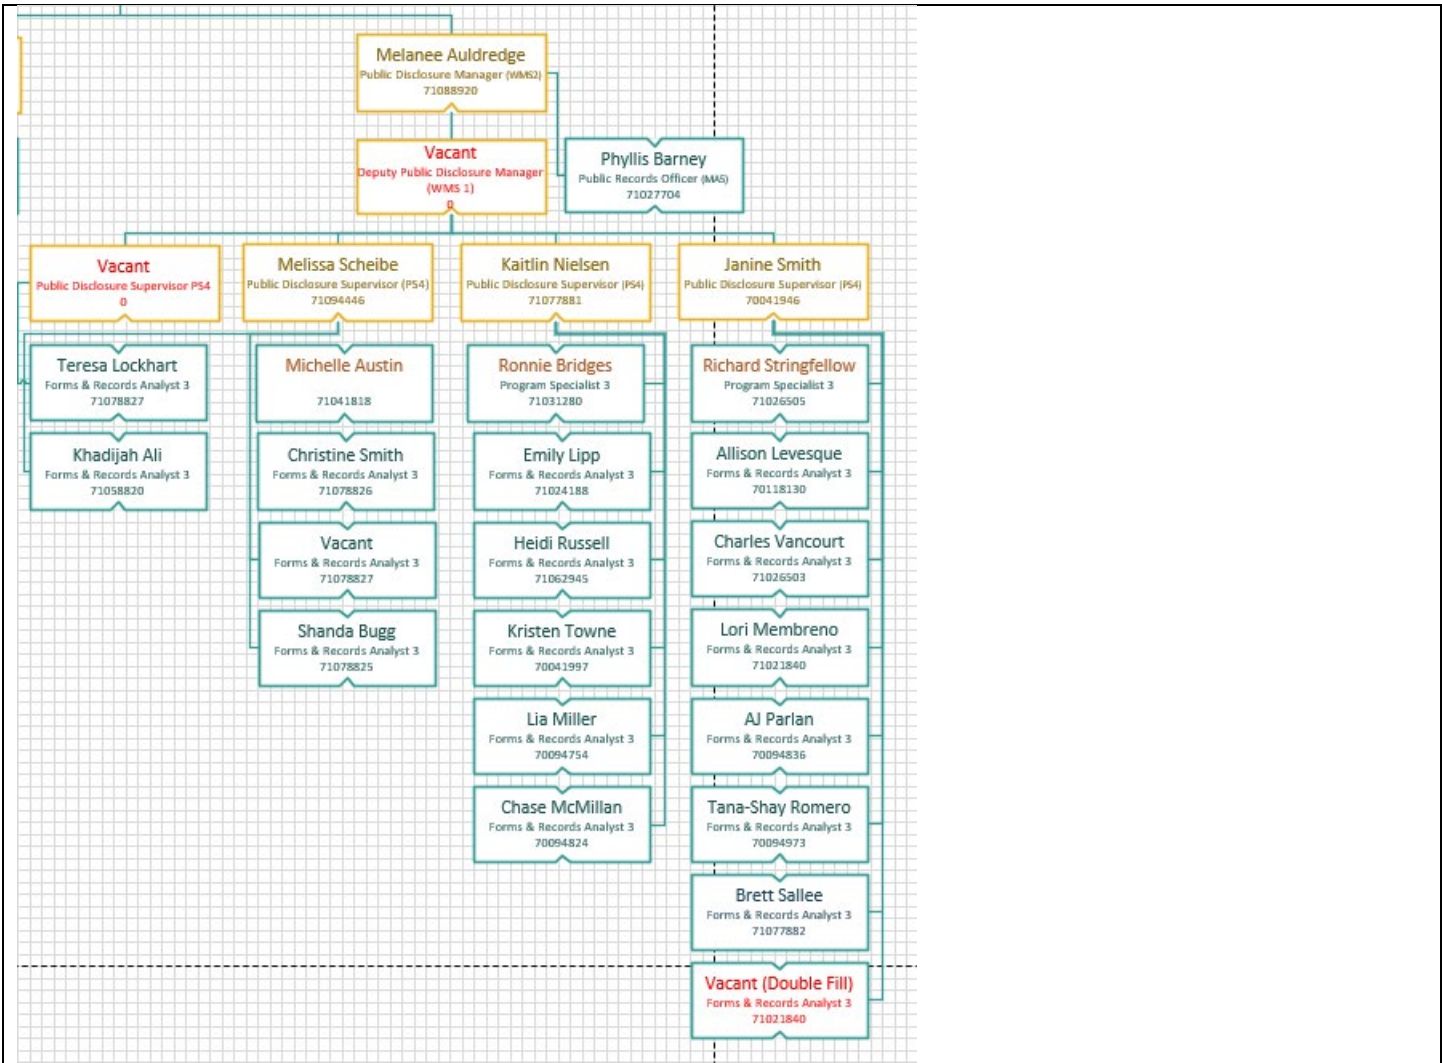 Melanee Auldredge
Public Disclosure Manager (WMS2)
71088920
Vacant
Deputy Public Disclosure Manager
(WMS 1)
0
Phyllis Barney
Public Records Officer (MA5)
71027704
Vacant
Public Disclosure Supervisor PS4
0
Melissa Scheibe
Public Disclosure Supervisor (PS4)
71094446
Kaitlin Nielsen
Public Disclosure Supervisor (PS4)
71077881
Janine Smith
Public Disclosure Supervisor (PS4)
70041946
Teresa Lockhart
Forms & Records Analyst 3
71078827
Khadijah Ali
Forms & Records Analyst 3
71058820
Michelle Austin
71041818
Christine Smith
Forms & Records Analyst 3
71078826
Vacant
Forms & Records Analyst 3
71078827
Shanda Bugg
Forms & Records Analyst 3
71078825
Ronnie Bridges
Program Specialist 3
71031280
Emily Lipp
Forms & Records Analyst 3
71024188
Heidi Russell
Forms & Records Analyst 3
71062945
Kristen Towne
Forms & Records Analyst 3
70041997
Lia Miller
Forms & Records Analyst 3
70094754
Chase McMillan
Forms & Records Analyst 3
70094824
Richard Stringfellow
Program Specialist 3
71026505
Allison Levesque
Forms & Records Analyst 3
70118130
Charles Vancourt
Forms & Records Analyst 3
71026503
Lori Membreno
Forms & Records Analyst 3
71021840
AJ Parlan
Forms & Records Analyst 3
70094836
Tana-Shay Romero
Forms & Records Analyst 3
70094973
Brett Sallee
Forms & Records Analyst 3
71077882
Vacant (Double Fill)
Forms & Records Analyst 3
71021840